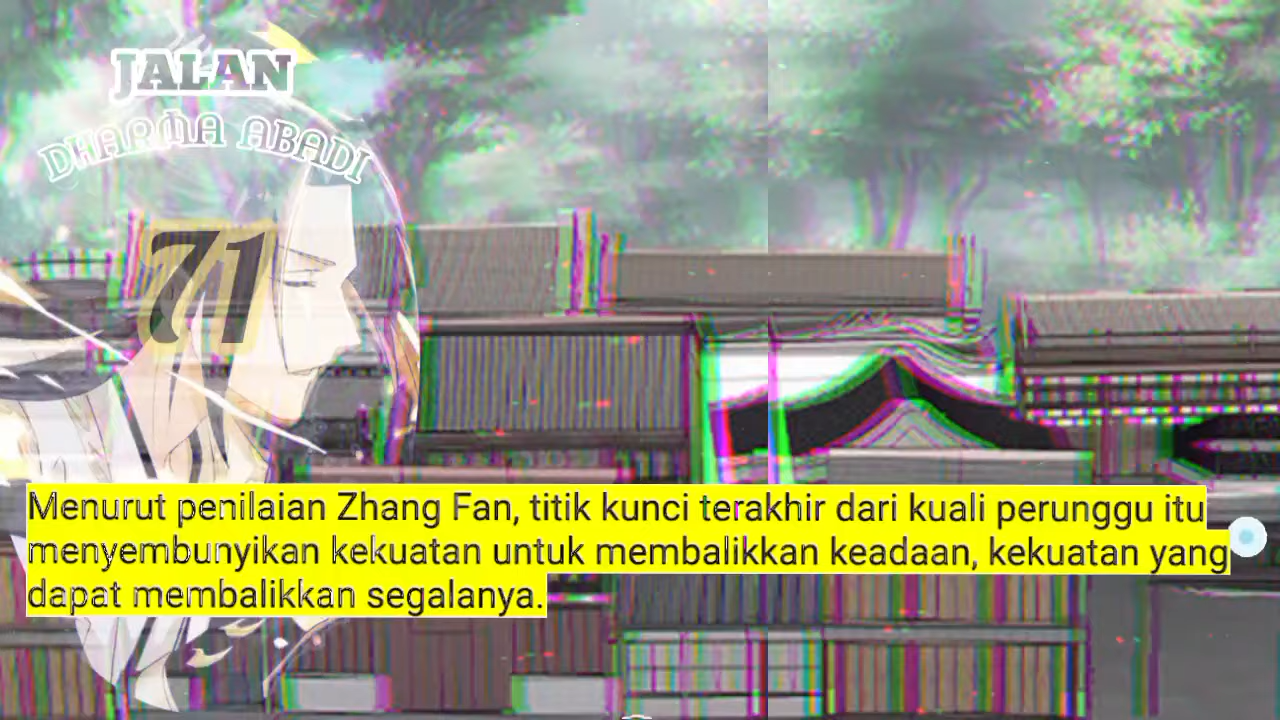 JALAN
DHARMA ABADI
71
Menurut penilaian Zhang Fan, titik kunci terakhir dari kuali perunggu itu
menyembunyikan kekuatan untuk membalikkan keadaan, kekuatan yang
dapat membalikkan segalanya.